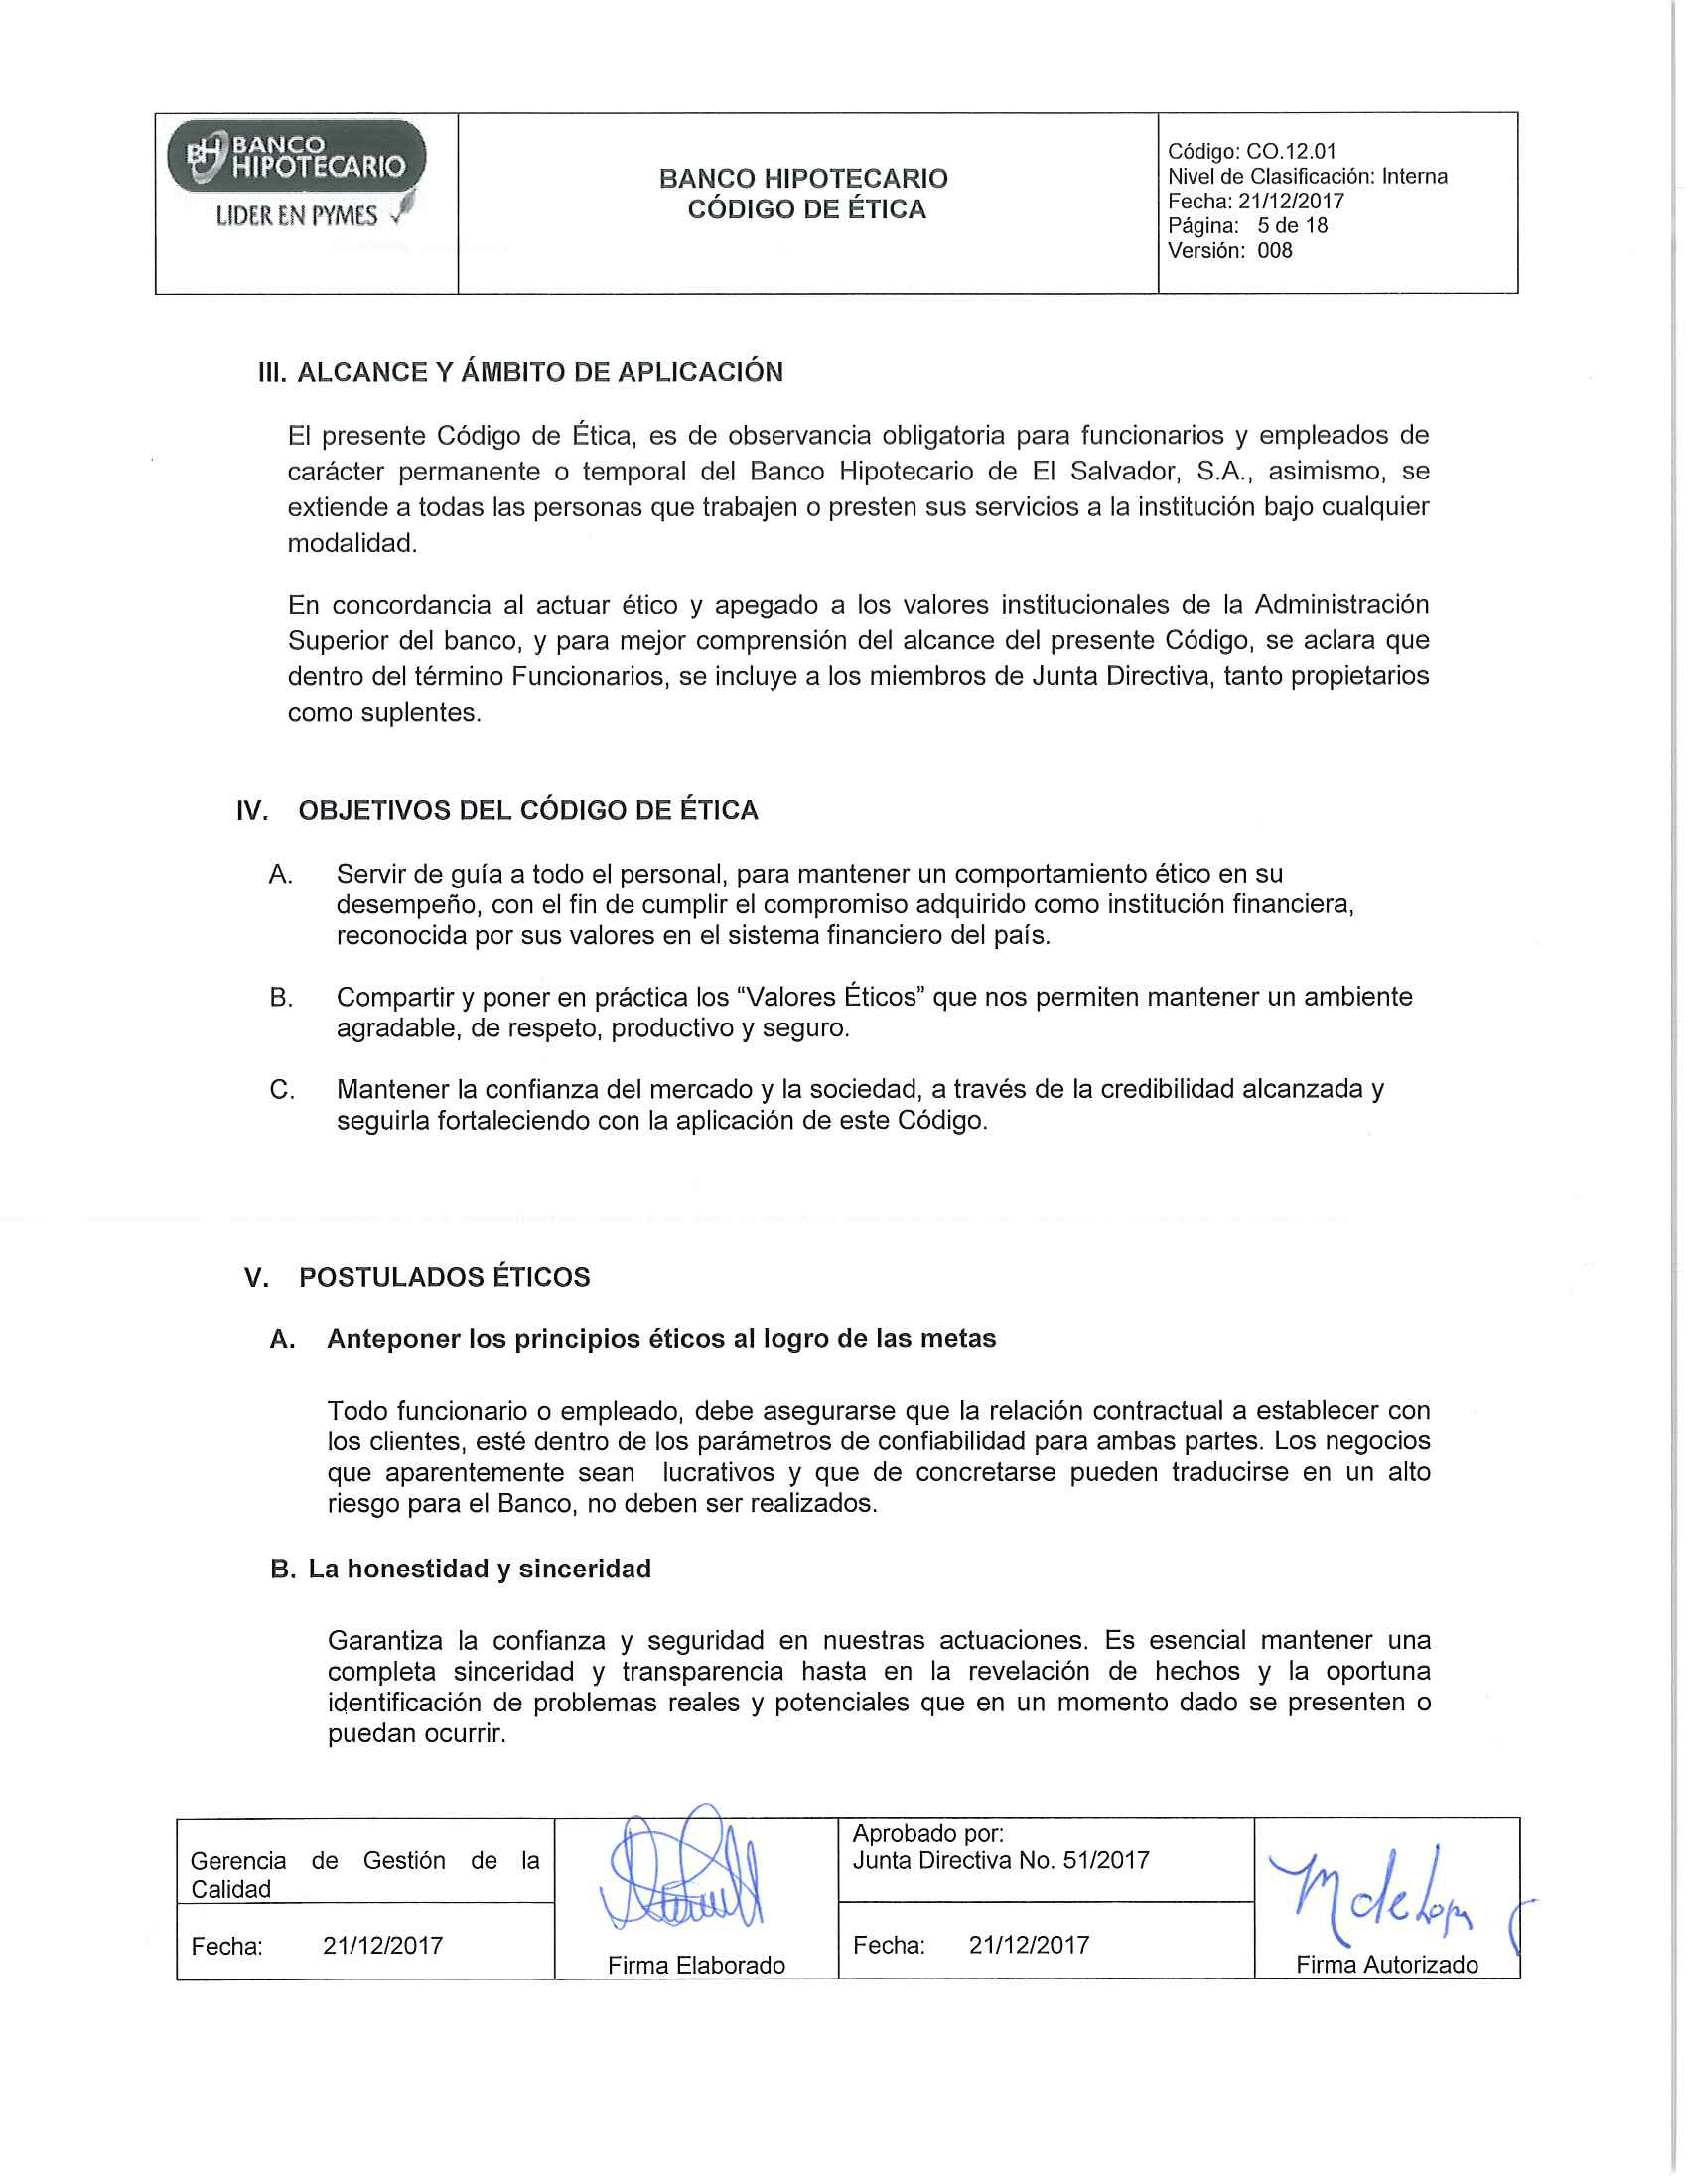 BANCO
HIPOTECARIO
LIDER EN PYMES
BANCO HIPOTECARIO
CÓDIGO DE ÉTICA
Código: CO.12.01
Nivel de Clasificación: Interna
Fecha: 21/12/2017
Página: 5 de 18
Versión: 008
III. ALCANCE Y ÁMBITO DE APLICACIÓN
El presente Código de Ética, es de observancia obligatoria para funcionarios y empleados de
carácter permanente o temporal del Banco Hipotecario de El Salvador, S.A., asimismo, se
extiende a todas las personas que trabajen o presten sus servicios a la institución bajo cualquier
modalidad.
En concordancia al actuar ético y apegado a los valores institucionales de la Administración
Superior del banco, y para mejor comprensión del alcance del presente Código, se aclara que
dentro del término Funcionarios, se incluye a los miembros de Junta Directiva, tanto propietarios
como suplentes.
IV. OBJETIVOS DEL CÓDIGO DE ÉTICA
A. Servir de guía a todo el personal, para mantener un comportamiento ético en su
desempeño, con el fin de cumplir el compromiso adquirido como institución financiera,
reconocida por sus valores en el sistema financiero del país.
B. Compartir y poner en práctica los “Valores Éticos” que nos permiten mantener un ambiente
agradable, de respeto, productivo y seguro.
C. Mantener la confianza del mercado y la sociedad, a través de la credibilidad alcanzada y
seguirla fortaleciendo con la aplicación de este Código.
V. POSTULADOS ÉTICOS
A. Anteponer los principios éticos al logro de las metas
Todo funcionario o empleado, debe asegurarse que la relación contractual a establecer con
los clientes, esté dentro de los parámetros de confiabilidad para ambas partes. Los negocios
que aparentemente sean lucrativos y que de concretarse pueden traducirse en un alto
riesgo para el Banco, no deben ser realizados.
B. La honestidad y sinceridad
Garantiza la confianza y seguridad en nuestras actuaciones. Es esencial mantener una
completa sinceridad y transparencia hasta en la revelación de hechos y la oportuna
identificación de problemas reales y potenciales que en un momento dado se presenten o
puedan ocurrir.
Gerencia de Gestión de la
Calidad
Fecha: 21/12/2017
Firma Elaborado
Aprobado por:
Junta Directiva No. 51/2017
Fecha: 21/12/2017
Firma Autorizado